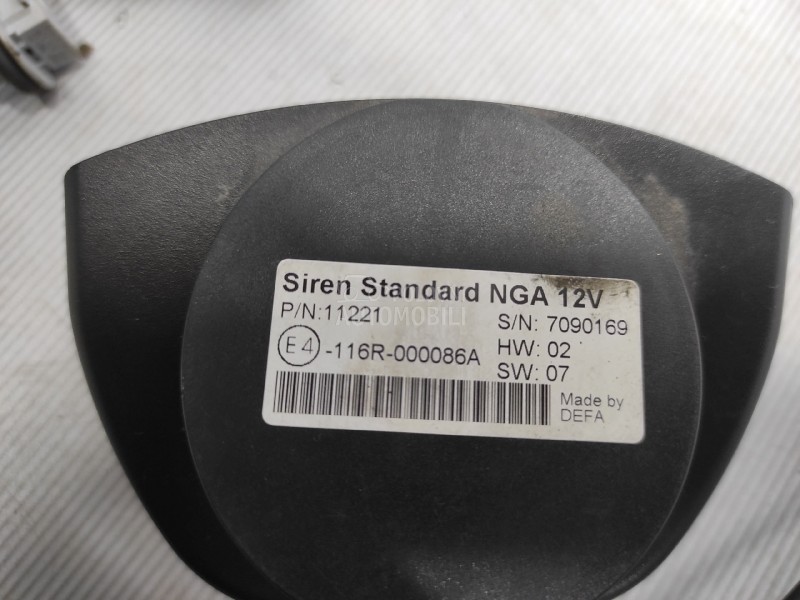 Siren Standard NGA 12V
P/N:11221
S/N: 7090169
E4 -116R-000086A
HW: 02
SW: 07
Made by
DEFA